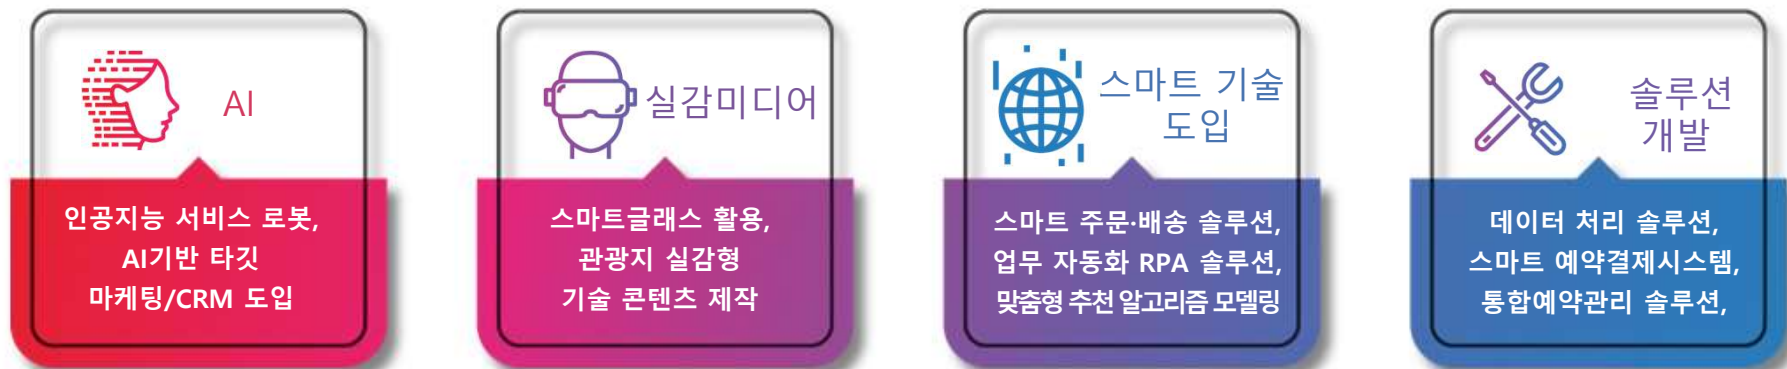 AI
인공지능 서비스 로봇,
AI기반 타깃
마케팅/CRM 도입
실감미디어
스마트글래스 활용,
관광지 실감형
기술 콘텐츠 제작
스마트 기술
도입
스마트 주문·배송 솔루션,
업무 자동화 RPA 솔루션,
맞춤형 추천 알고리즘 모델링
솔루션
개발
데이터 처리 솔루션,
스마트 예약결제시스템,
통합예약관리 솔루션,